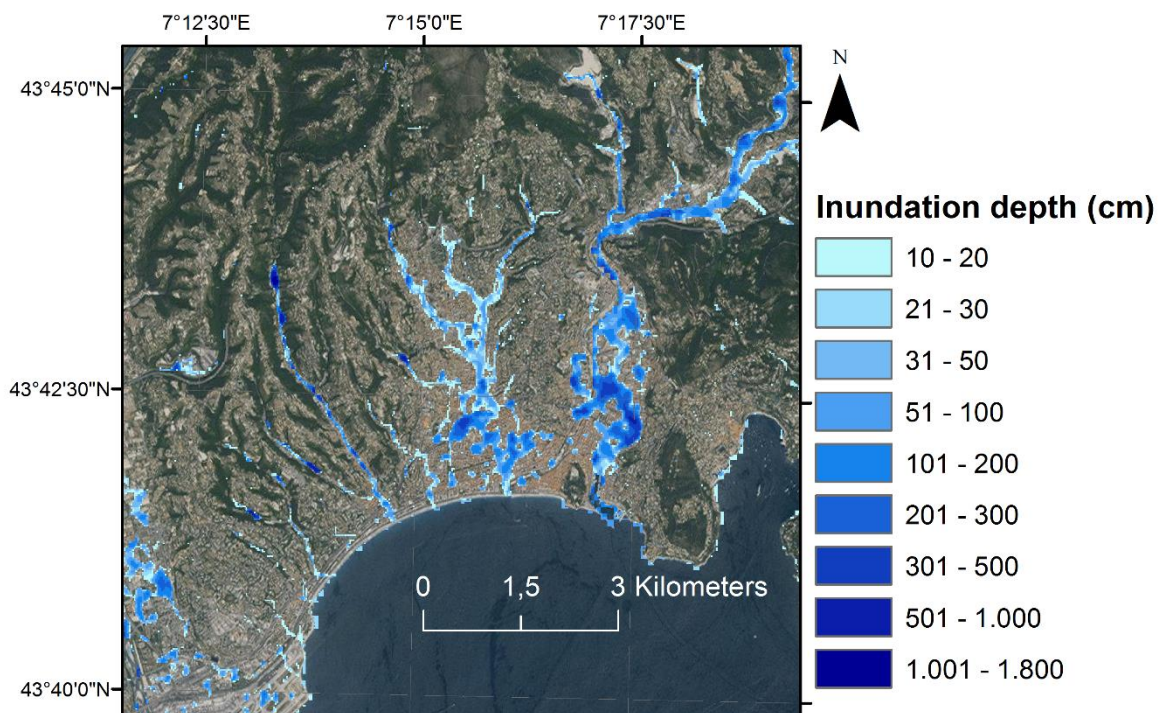 7°12'30"E 7°15'0"E 7°17'30"E
43°45'0"N
43°42'30"N
43°40'0"N
N
Inundation depth (cm)
10 - 20
21 - 30
31 - 50
51 - 100
101 - 200
201 - 300
301 - 500
501 - 1.000
1.001 - 1.800
0 1,5 3 Kilometers